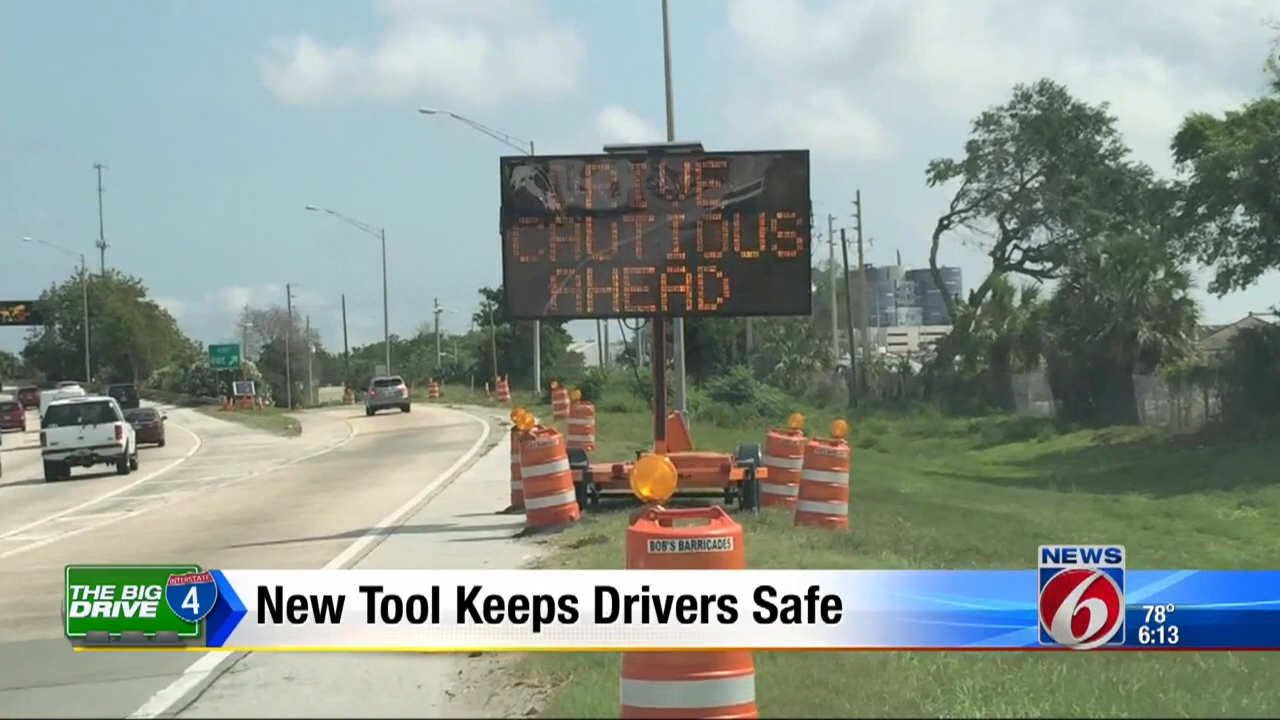 DRIVE
CAUTIOUS
AHEAD
BOB'S BARRICADES
THE BIG
DRIVE
INTERSTATE
4
New Tool Keeps Drivers Safe
NEWS
6
78°
6:13